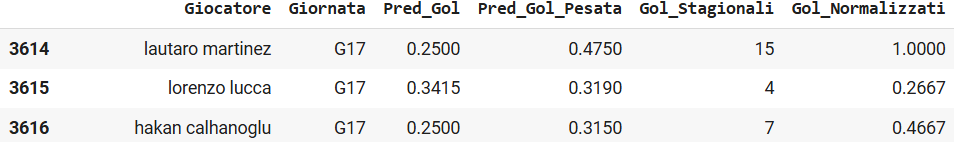 Giocatore Giornata Pred_Gol Pred_Gol_Pesata Gol_Stagionali Gol_Normalizzati
3614 lautaro martinez G17 0.2500 0.4750 15 1.0000
3615 lorenzo lucca G17 0.3415 0.3190 4 0.2667
3616 hakan calhanoglu G17 0.2500 0.3150 7 0.4667